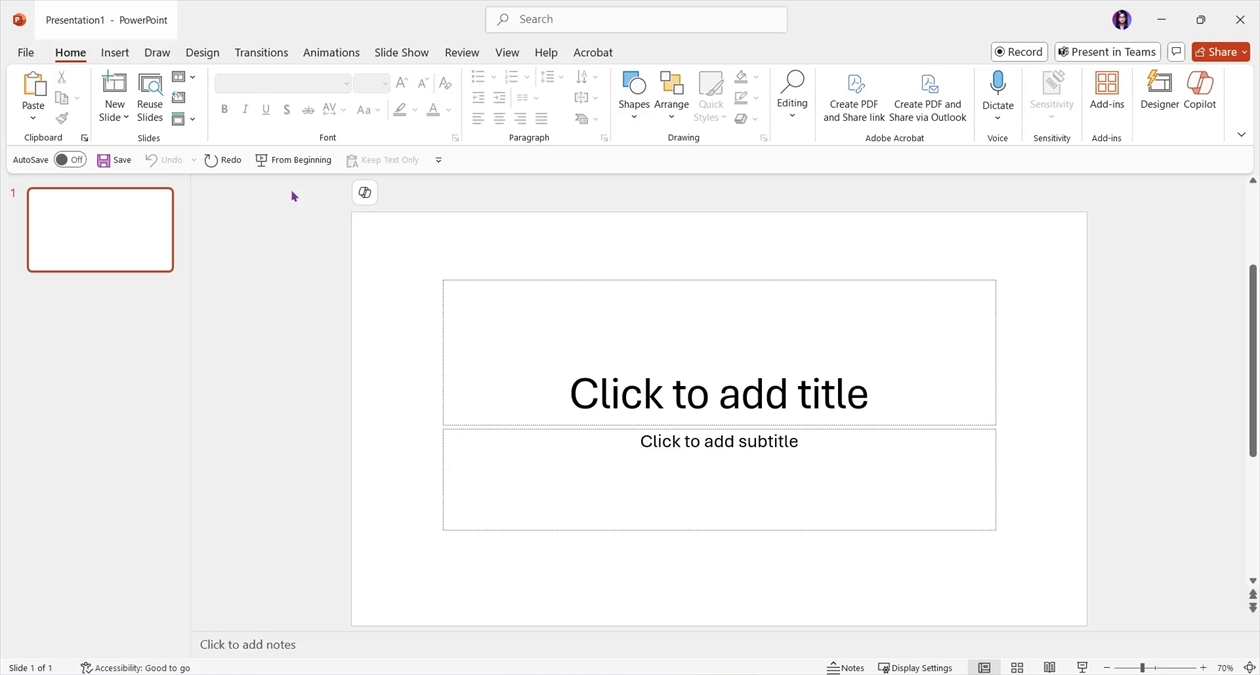 Presentation1 - PowerPoint
Search
File Home Insert Draw Design Transitions Animations Slide Show Review View Help Acrobat
Record Present in Teams Share
Paste New Slide Reuse Slides
B I U S ab AV Aa A
Shapes Arrange Quick Styles Editing
Create PDF and Share link Create PDF and Share via Outlook
Dictate Sensitivity Add-ins Designer Copilot
Clipboard Slides Font Paragraph Drawing Adobe Acrobat Voice Sensitivity Add-ins
AutoSave Off Save Undo Redo From Beginning Keep Text Only
1
Click to add title
Click to add subtitle
Click to add notes
Slide 1 of 1 Accessibility: Good to go Notes Display Settings 70%